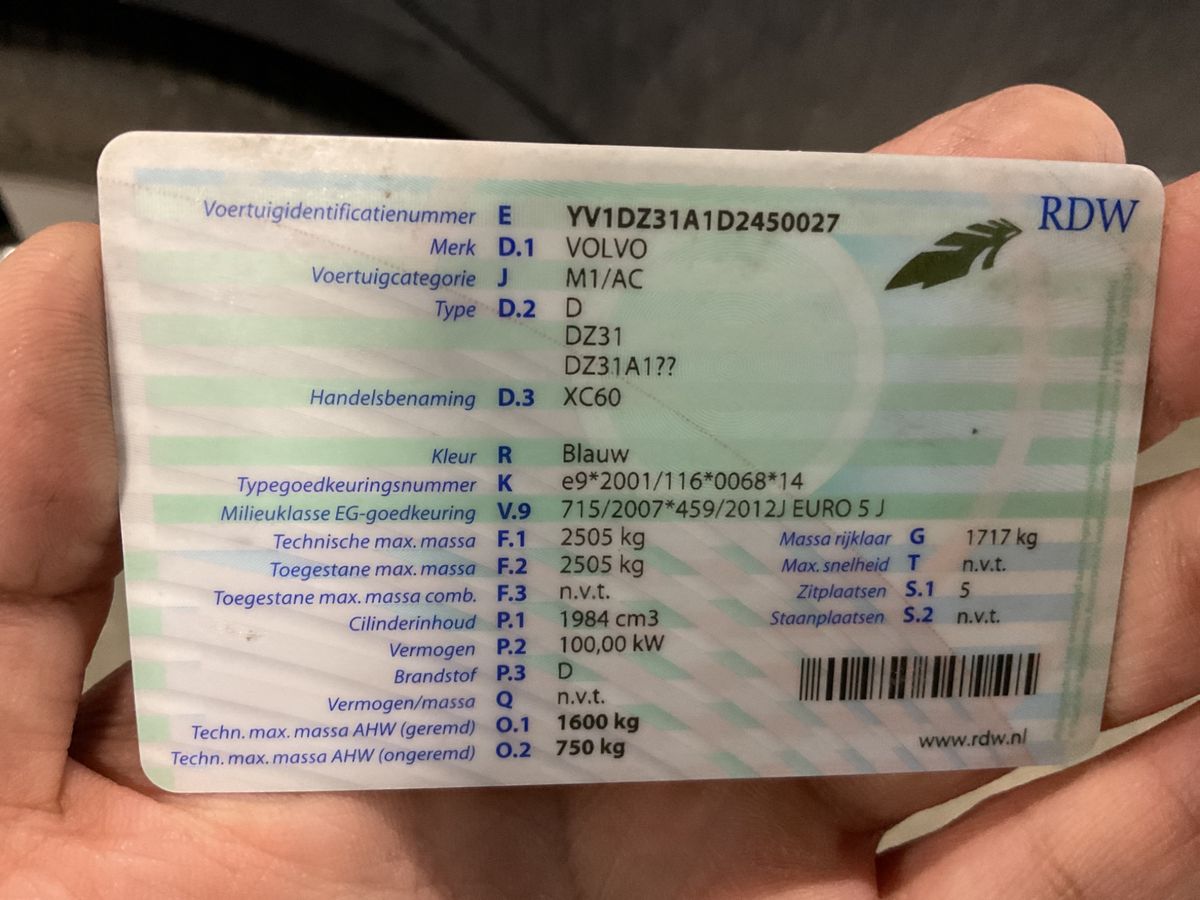 RDW
Voertuigidentificatienummer E YV1DZ31A1D2450027
Merk D.1 VOLVO
Voertuigcategorie J M1/AC
Type D.2 D
DZ31
DZ31A1??
Handelsbenaming D.3 XC60
Kleur R Blauw
Typegoedkeuringsnummer K e9*2001/116*0068*14
Milieuklasse EG-goedkeuring V.9 715/2007*459/2012J EURO 5 J
Technische max. massa F.1 2505 kg Massa rijklaar G 1717 kg
Toegestane max. massa F.2 2505 kg Max. snelheid T n.v.t.
Toegestane max. massa comb. F.3 n.v.t. Zitplaatsen S.1 5
Cilinderinhoud P.1 1984 cm3 Staanplaatsen S.2 n.v.t.
Vermogen P.2 100,00 kW
Brandstof P.3 D
Vermogen/massa Q n.v.t.
Techn. max. massa AHW (geremd) O.1 1600 kg
Techn. max. massa AHW (ongeremd) O.2 750 kg
www.rdw.nl